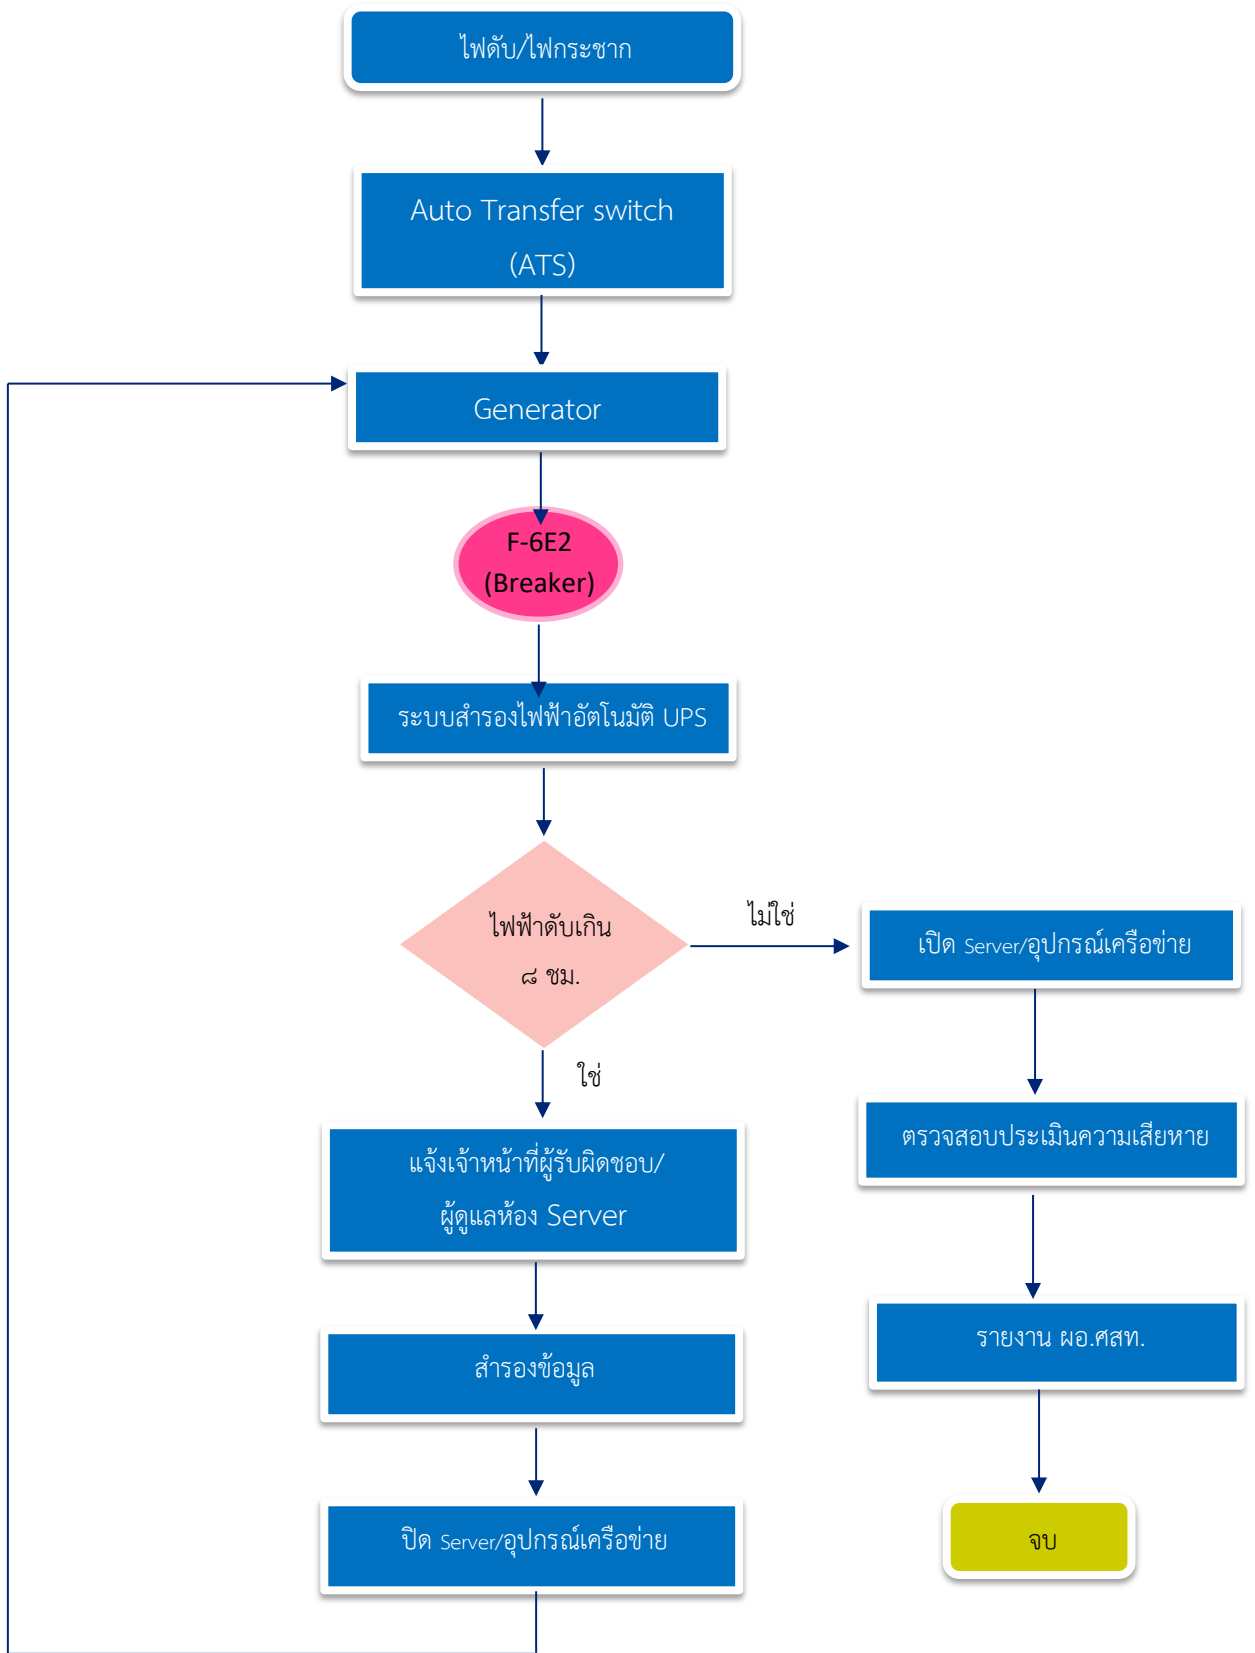 ไฟดับ/ไฟกระชาก
Auto Transfer switch
(ATS)
Generator
F-6E2
(Breaker)
ระบบสำรองไฟฟ้าอัตโนมัติ UPS
ไฟฟ้าดับเกิน
๘ ชม.
ไม่ใช่
เปิด Server/อุปกรณ์เครือข่าย
ใช่
ตรวจสอบประเมินความเสียหาย
แจ้งเจ้าหน้าที่ผู้รับผิดชอบ/
ผู้ดูแลห้อง Server
รายงาน ผอ.ศสท.
สำรองข้อมูล
ปิด Server/อุปกรณ์เครือข่าย
จบ